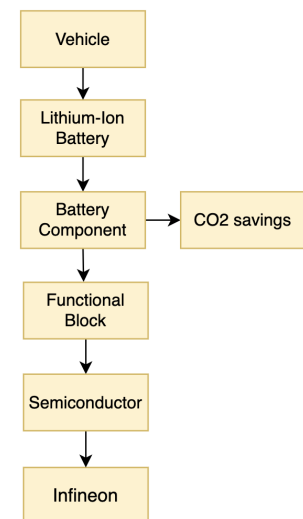 Vehicle
Lithium-Ion
Battery
Battery
Component
CO2 savings
Functional
Block
Semiconductor
Infineon